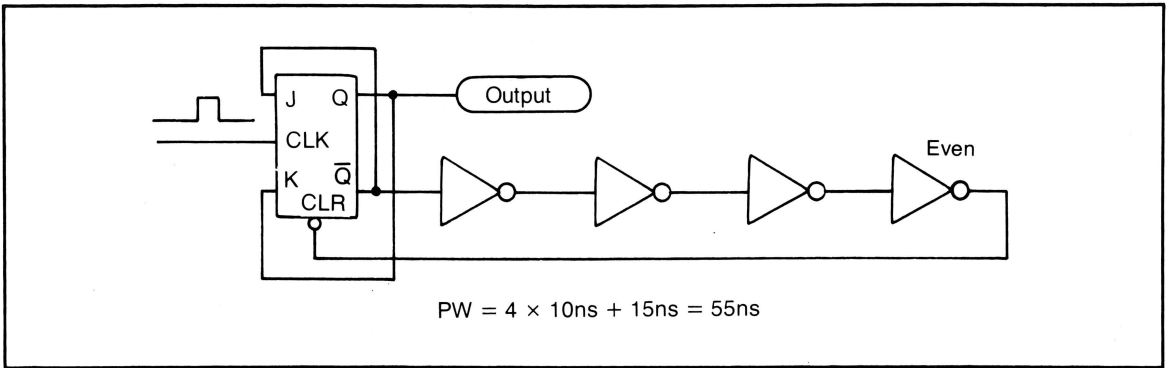 J Q
Output
CLK
K Q̅
CLR
Even
PW = 4 × 10ns + 15ns = 55ns